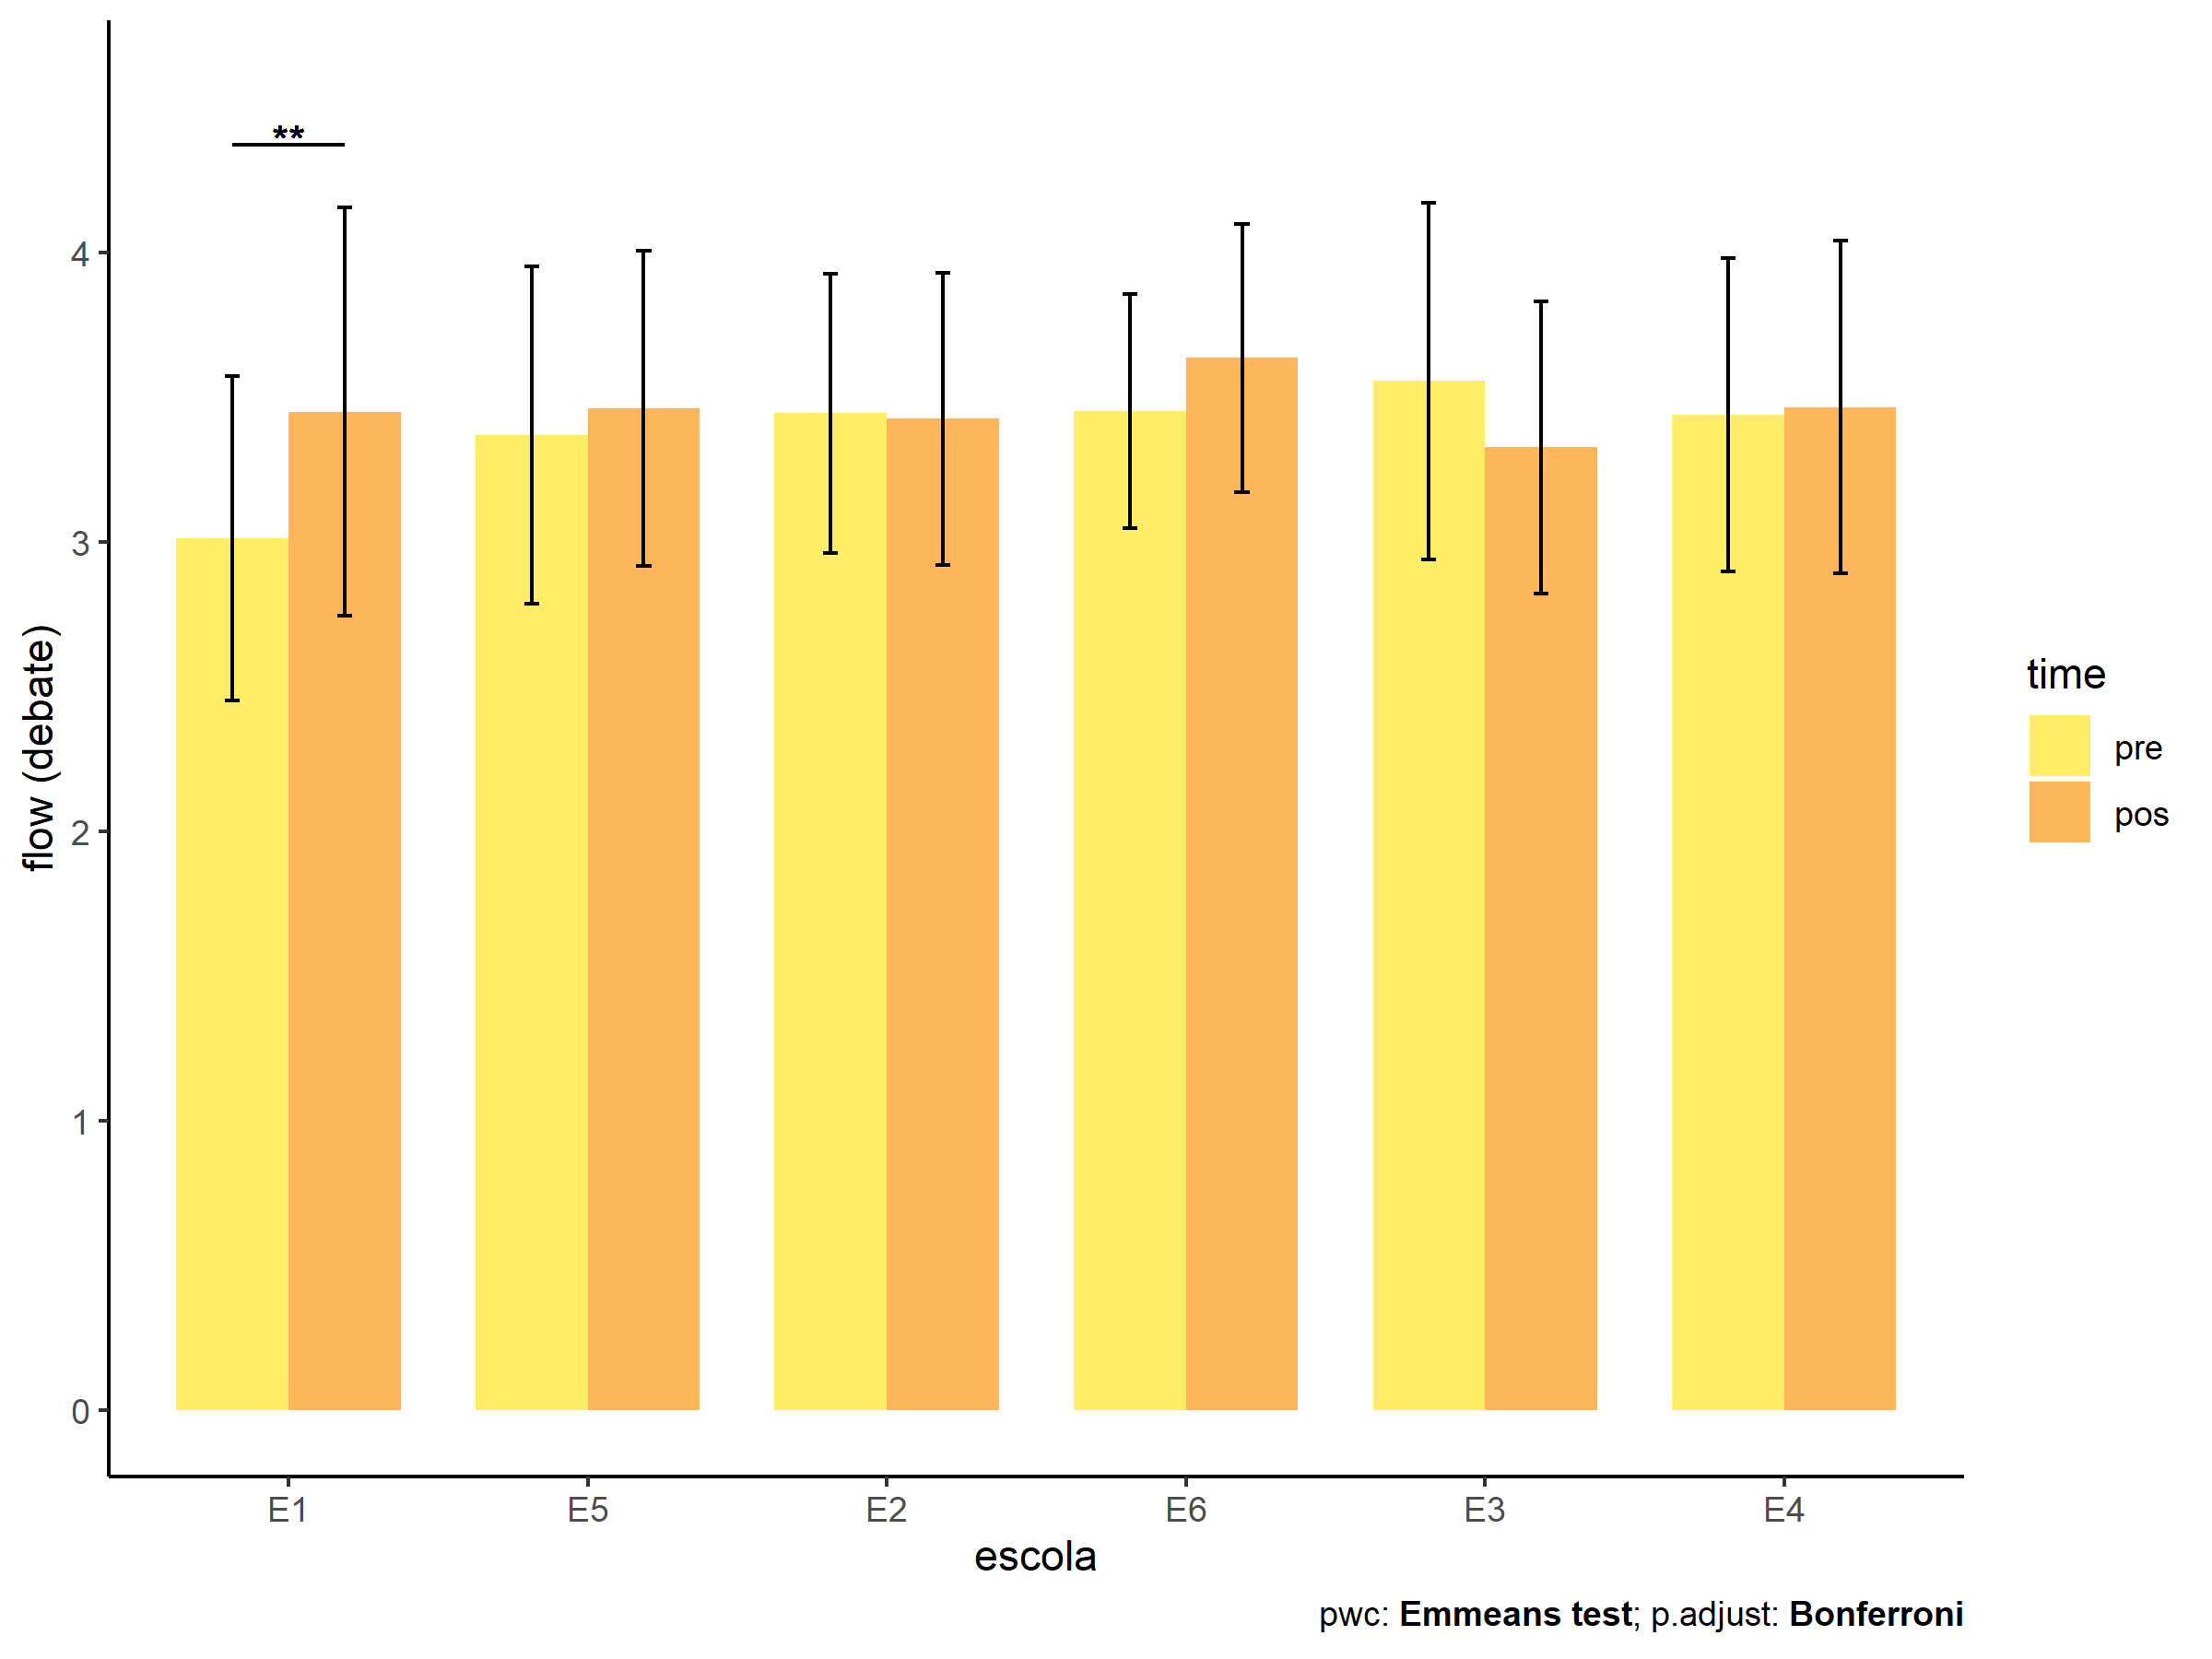 **
4
3
2
1
0
flow (debate)
E1 E5 E2 E6 E3 E4
escola
time
pre
pos
pwc: Emmeans test; p.adjust: Bonferroni